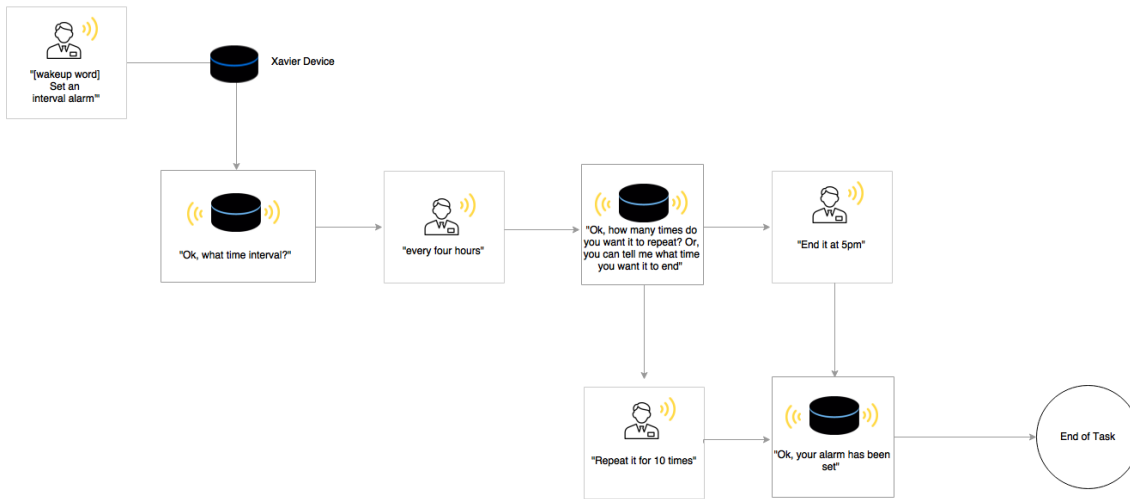 "[wakeup word]
Set an
interval alarm'"
Xavier Device
"Ok, what time interval?"
"every four hours"
"Ok, how many times do
you want it to repeat? Or,
you can tell me what time
you want it to end"
"End it at 5pm"
"Repeat it for 10 times"
"Ok, your alarm has been
set"
End of Task